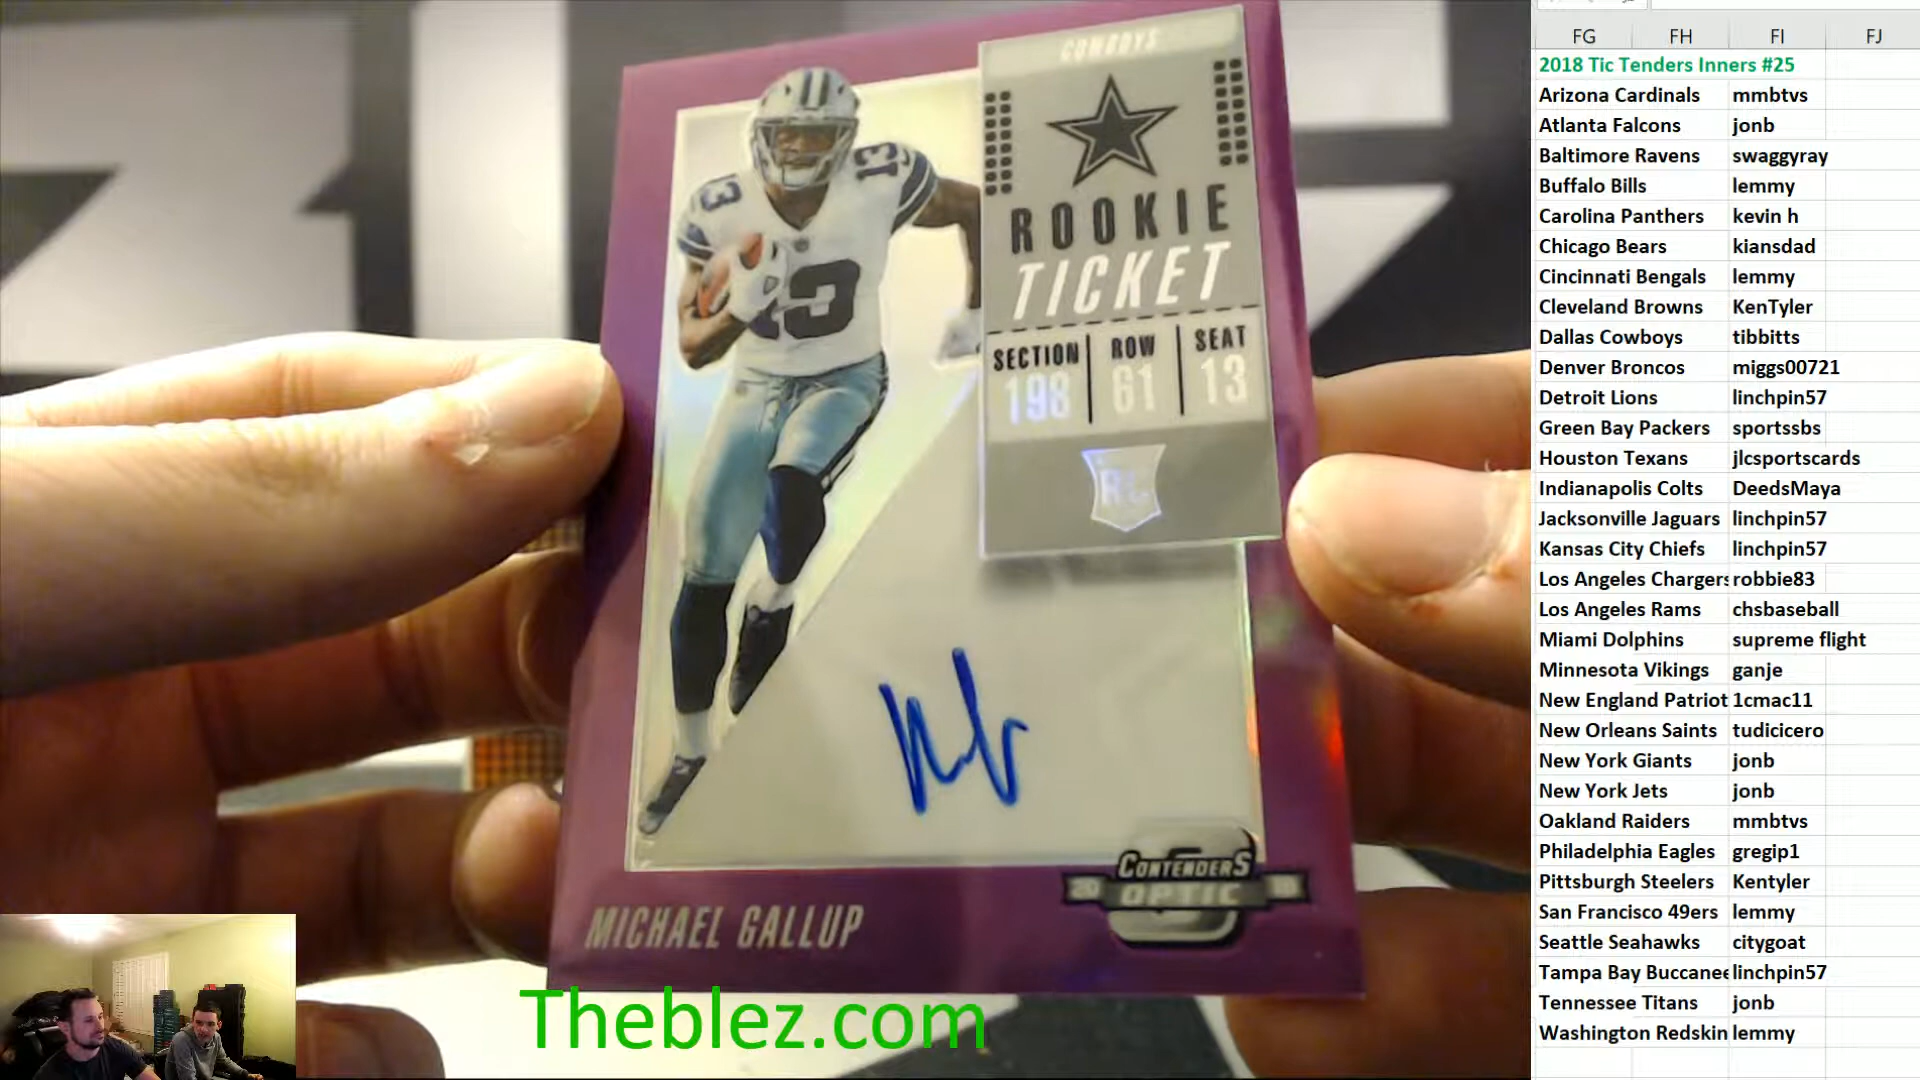 COWBOYS
ROOKIE
TICKET
SECTION ROW SEAT
198 61 13
RC
13
13
13
MICHAEL GALLUP
CONTENDERS
OPTIC
Theblez.com
FG FH FI FJ
2018 Tic Tenders Inners #25
Arizona Cardinals mmbtvs
Atlanta Falcons jonb
Baltimore Ravens swaggyray
Buffalo Bills lemmy
Carolina Panthers kevin h
Chicago Bears kiansdad
Cincinnati Bengals lemmy
Cleveland Browns KenTyler
Dallas Cowboys tibbitts
Denver Broncos miggs00721
Detroit Lions linchpin57
Green Bay Packers sportssbs
Houston Texans jlcsportscards
Indianapolis Colts DeedsMaya
Jacksonville Jaguars linchpin57
Kansas City Chiefs linchpin57
Los Angeles Chargers robbie83
Los Angeles Rams chsbaseball
Miami Dolphins supreme flight
Minnesota Vikings ganje
New England Patriot 1cmac11
New Orleans Saints tudicicero
New York Giants jonb
New York Jets jonb
Oakland Raiders mmbtvs
Philadelphia Eagles gregip1
Pittsburgh Steelers Kentyler
San Francisco 49ers lemmy
Seattle Seahawks citygoat
Tampa Bay Buccanee linchpin57
Tennessee Titans jonb
Washington Redskin lemmy